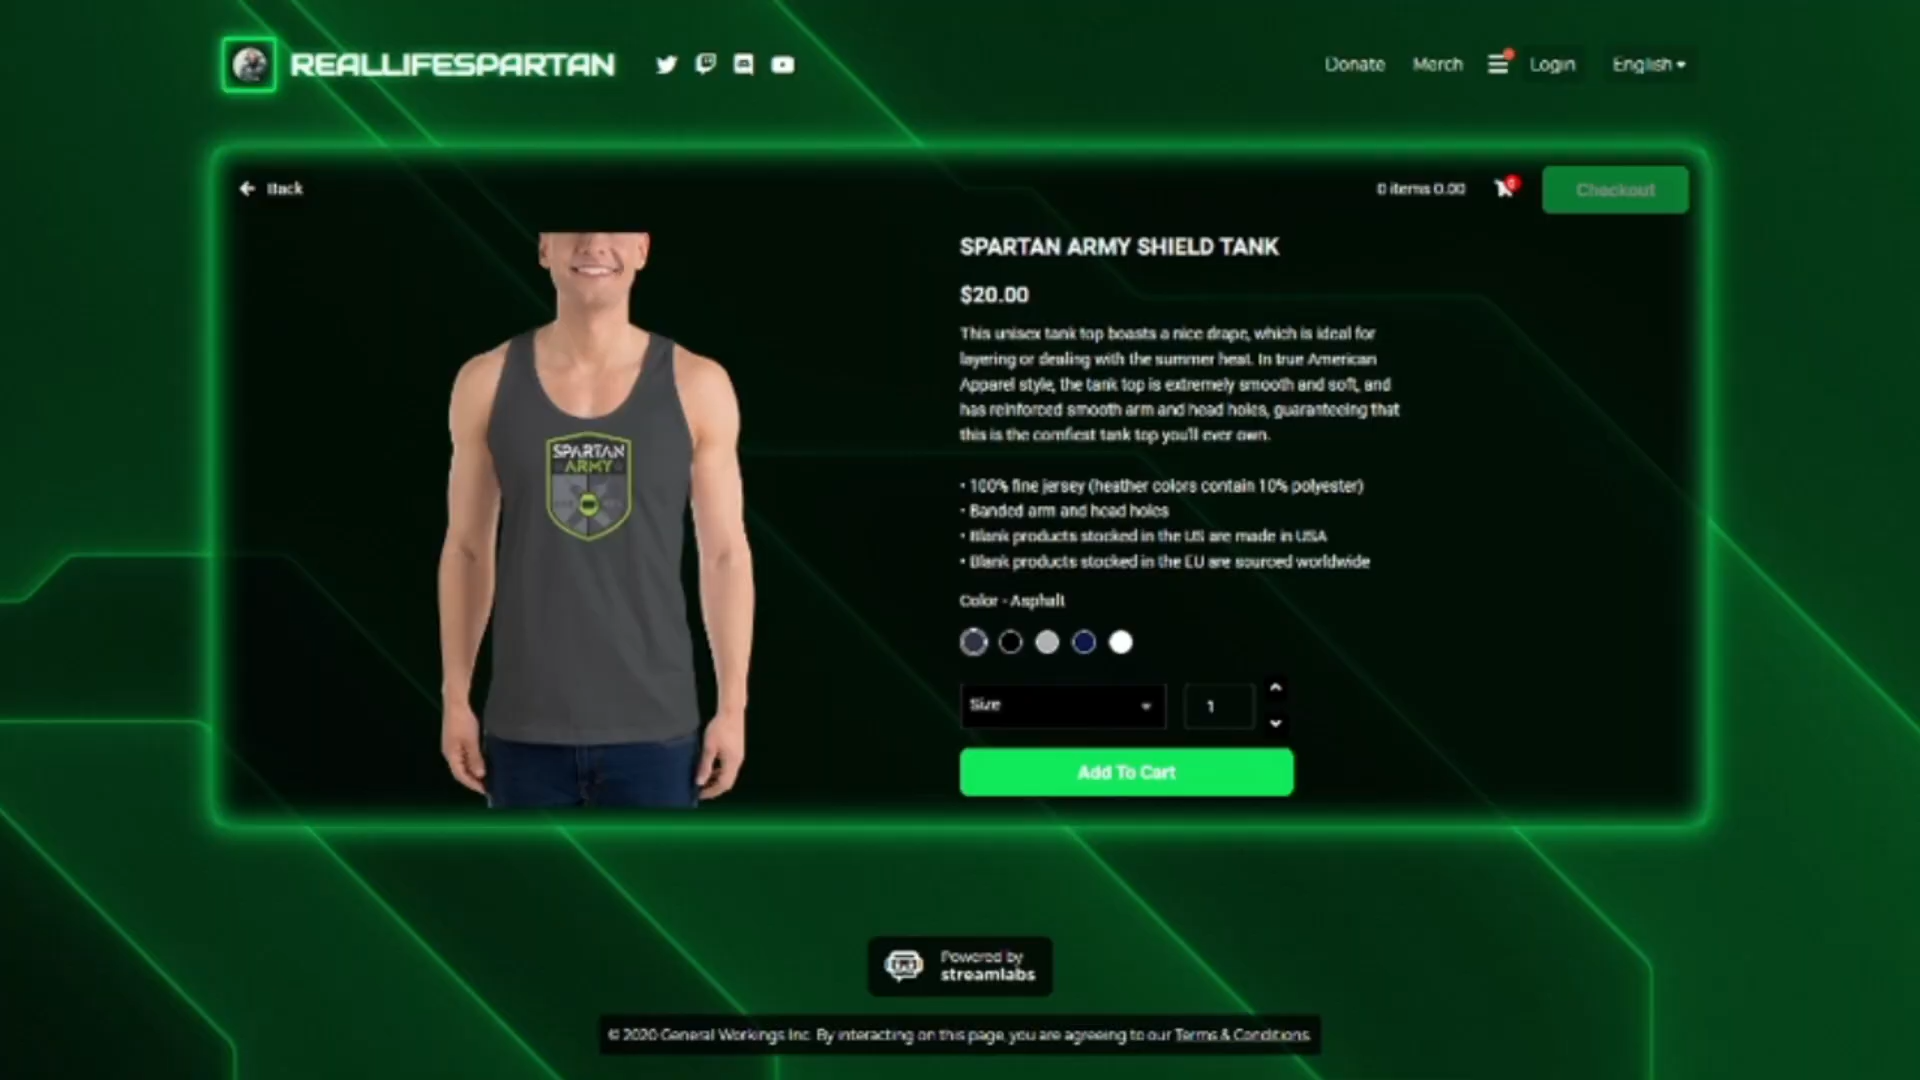 REALLIFESPARTAN
Donate Merch Login English
Back
0 items 0.00
0
Checkout
SPARTAN ARMY SHIELD TANK
$20.00
This unisex tank top boasts a nice drape, which is ideal for
layering or dealing with the summer heat. In true American
Apparel style, the tank top is extremely smooth and soft, and
has reinforced smooth arm and head holes, guaranteeing that
this is the comfiest tank top you'll ever own.
• 100% fine jersey (heather colors contain 10% polyester)
• Banded arm and head holes
• Blank products stocked in the US are made in USA
• Blank products stocked in the EU are sourced worldwide
Color - Asphalt
Size
1
Add To Cart
SPARTAN
ARMY
Powered by
streamlabs
© 2020 General Workings Inc. By interacting on this page, you are agreeing to our Terms & Conditions.